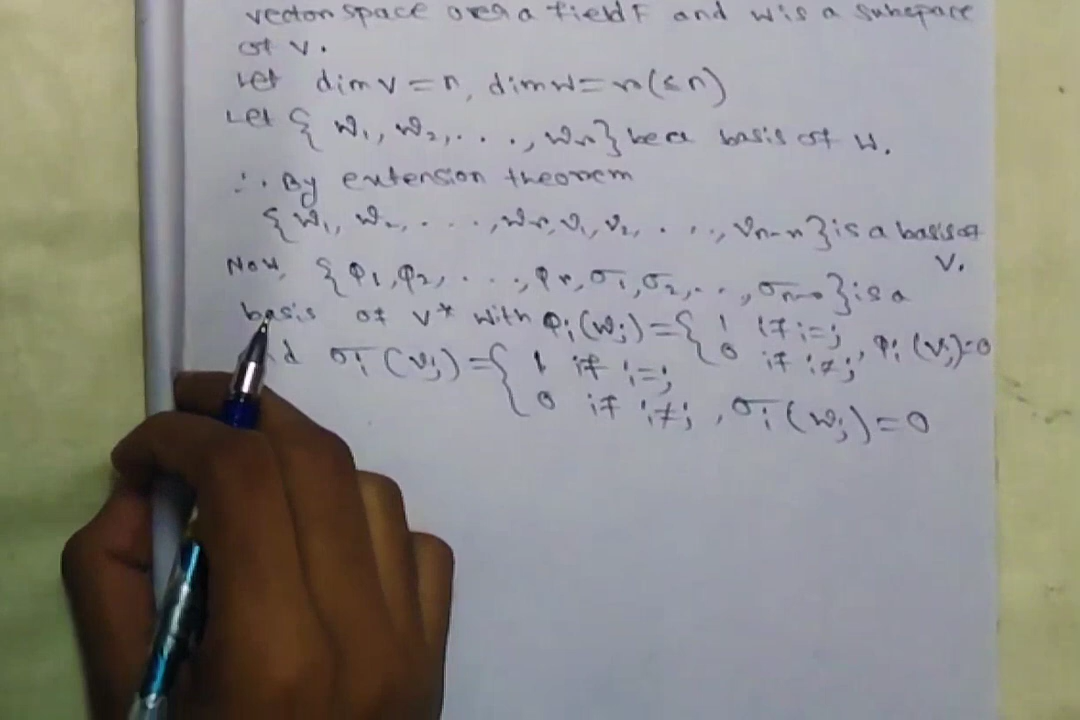 vector space over a field F and W is a subspace
of V.
Let dim V = n, dim W = r (≤ n)
Let { w₁, w₂, . . . , wᵣ } be a basis of W.
∴ By extension theorem
{ w₁, w₂, . . . . , wᵣ, v₁, v₂, . . . , vₙ₋ᵣ } is a basis of
V.
Now, { φ₁, φ₂, . . . , φᵣ, σ₁, σ₂, . . , σₙ₋ᵣ } is a
basis of V* with φᵢ(wⱼ) = { 1 if i=j
0 if i≠j , φᵢ(vⱼ)=0
σᵢ(vⱼ) = { 1 if i=j
0 if i≠j , σᵢ(wⱼ) = 0